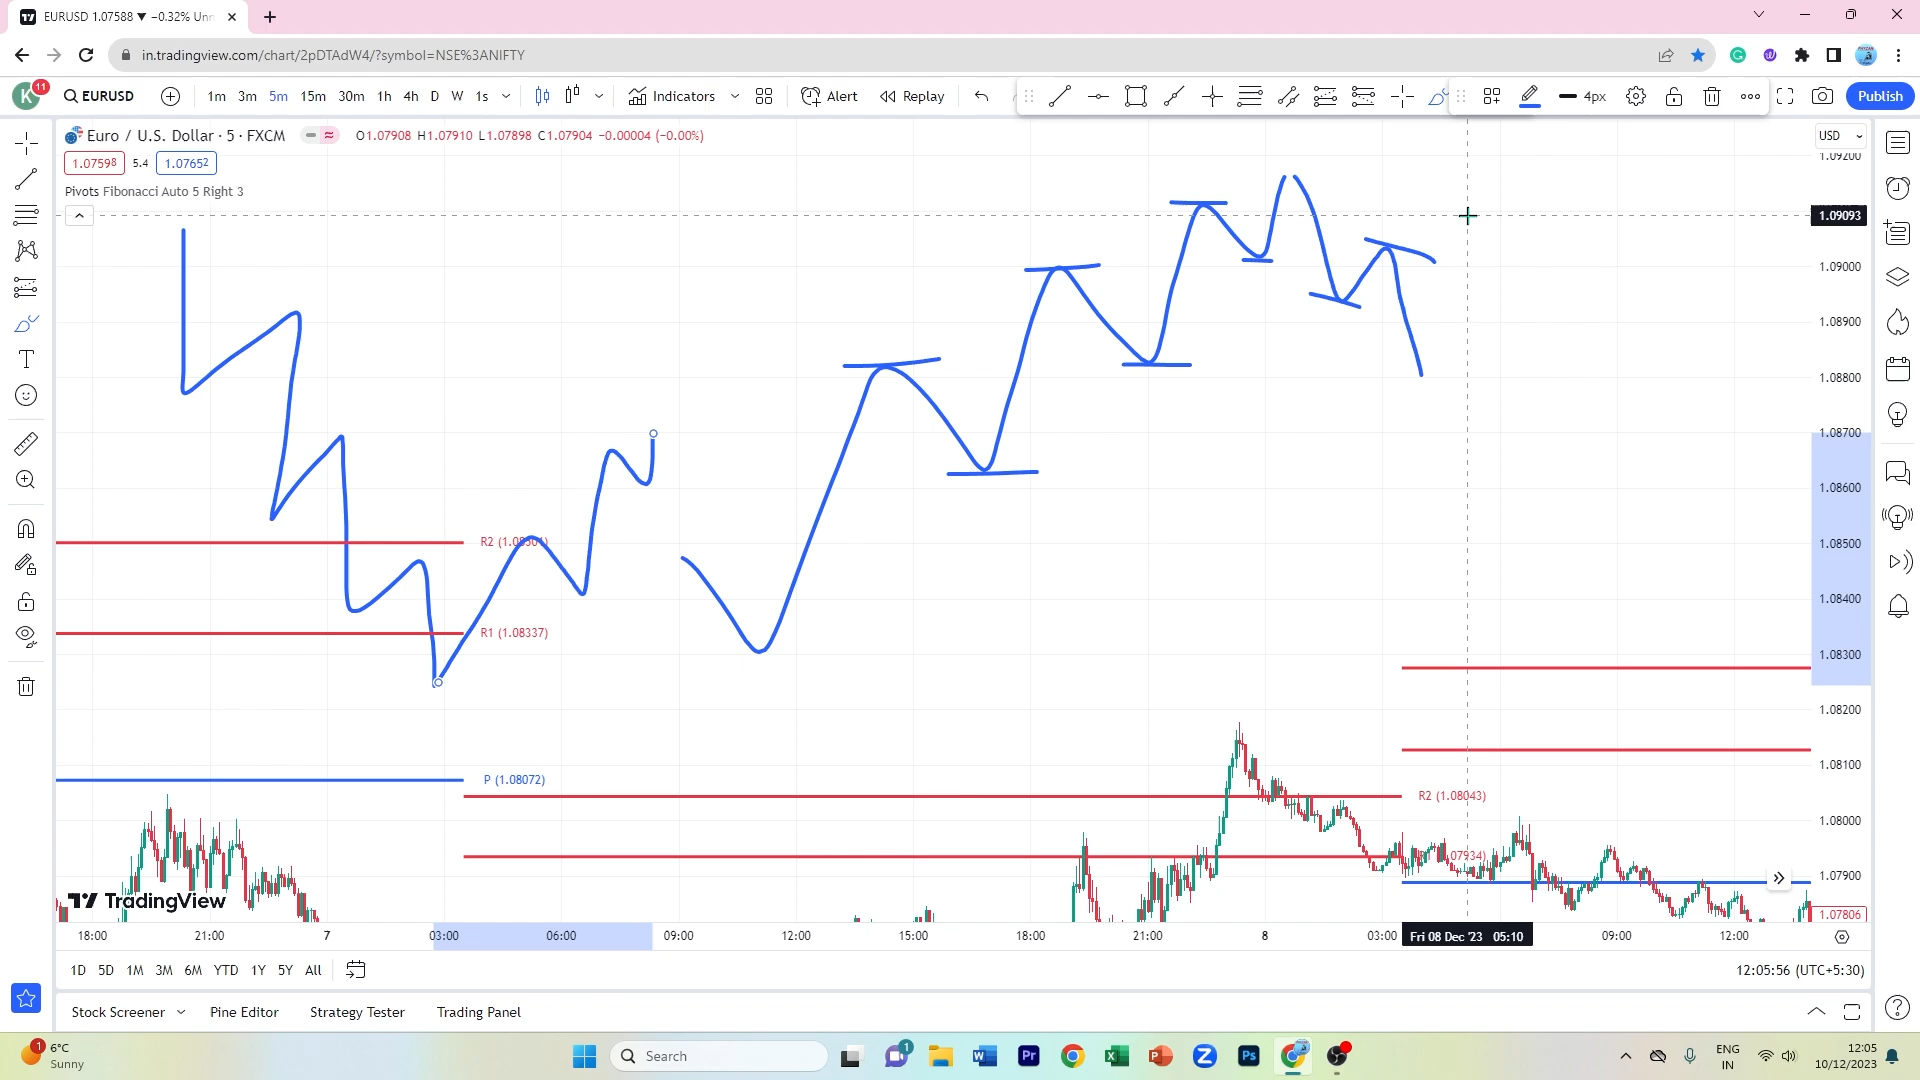 EURUSD 1.07588 ▼ −0.32% Unn
in.tradingview.com/chart/2pDTAdW4/?symbol=NSE%3ANIFTY
K 11 EURUSD 1m 3m 5m 15m 30m 1h 4h D W 1s Indicators Alert Replay 4px Publish
Euro / U.S. Dollar · 5 · FXCM O1.07908 H1.07910 L1.07898 C1.07904 −0.00004 (−0.00%) USD
1.07598 5.4 1.07652
1.09200
Pivots Fibonacci Auto 5 Right 3
1.09093
1.09000
1.08900
1.08800
1.08700
1.08600
1.08500
1.08400
1.08300
1.08200
1.08100
1.08000
1.07900
1.07806
R1 (1.08337)
P (1.08072)
R2 (1.08043)
TradingView
18:00 21:00 7 03:00 06:00 09:00 12:00 15:00 18:00 21:00 8 03:00 Fri 08 Dec '23 05:10 09:00 12:00
1D 5D 1M 3M 6M YTD 1Y 5Y All 12:05:56 (UTC+5:30)
Stock Screener Pine Editor Strategy Tester Trading Panel
1 6°C
Sunny
Search
1
W Pr X P Z Ps
ENG
IN
12:05
10/12/2023